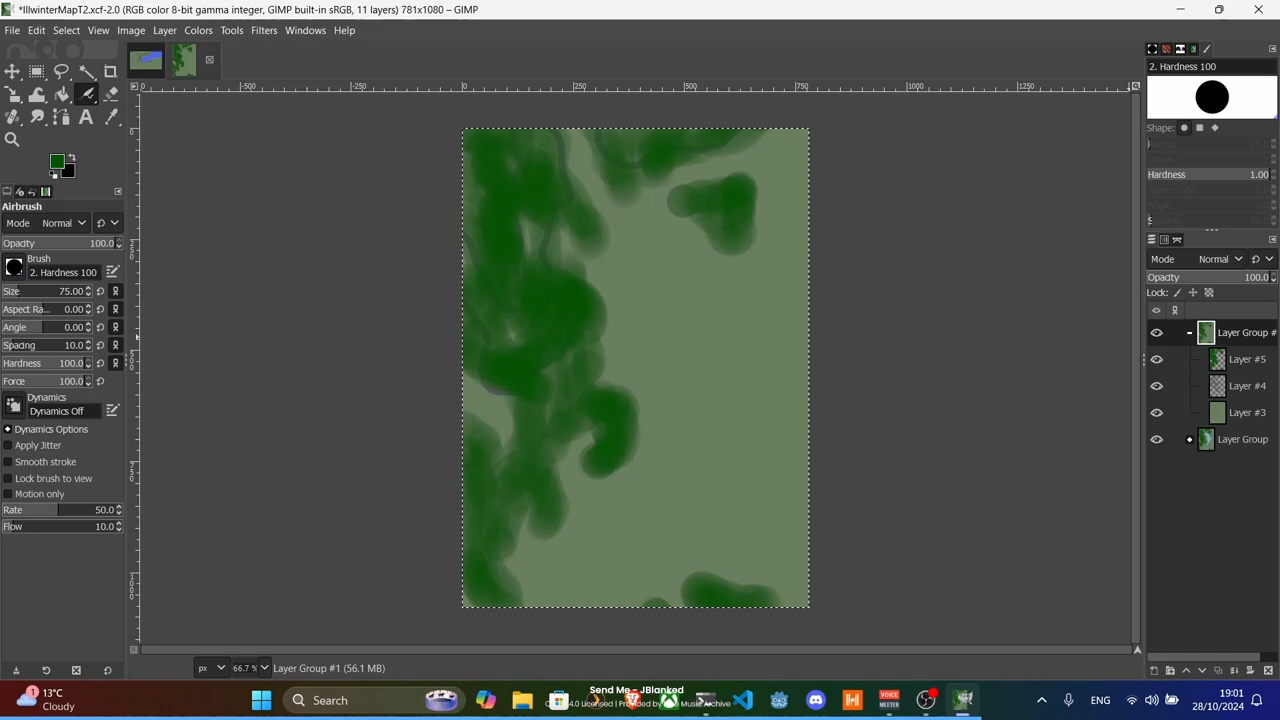 *IllwinterMapT2.xcf-2.0 (RGB color 8-bit gamma integer, GIMP built-in sRGB, 11 layers) 781x1080 – GIMP
File Edit Select View Image Layer Colors Tools Filters Windows Help
2. Hardness 100
Shape:
Hardness 1.00
Mode Normal
Opacity 100.0
Lock:
Layer Group #
Layer #5
Layer #4
Layer #3
Layer Group
Airbrush
Mode Normal
Opacity 100.0
Brush
2. Hardness 100
Size 75.00
Aspect Ra... 0.00
Angle 0.00
Spacing 10.0
Hardness 100.0
Force 100.0
Dynamics
Dynamics Off
Dynamics Options
Apply Jitter
Smooth stroke
Lock brush to view
Motion only
Rate 50.0
Flow 10.0
-500 -250 0 250 500 750 1000 1250
px 66.7 % Layer Group #1 (56.1 MB)
Send Me - JBlanked
1 13°C
Cloudy
Search
ENG
19:01
28/10/2024